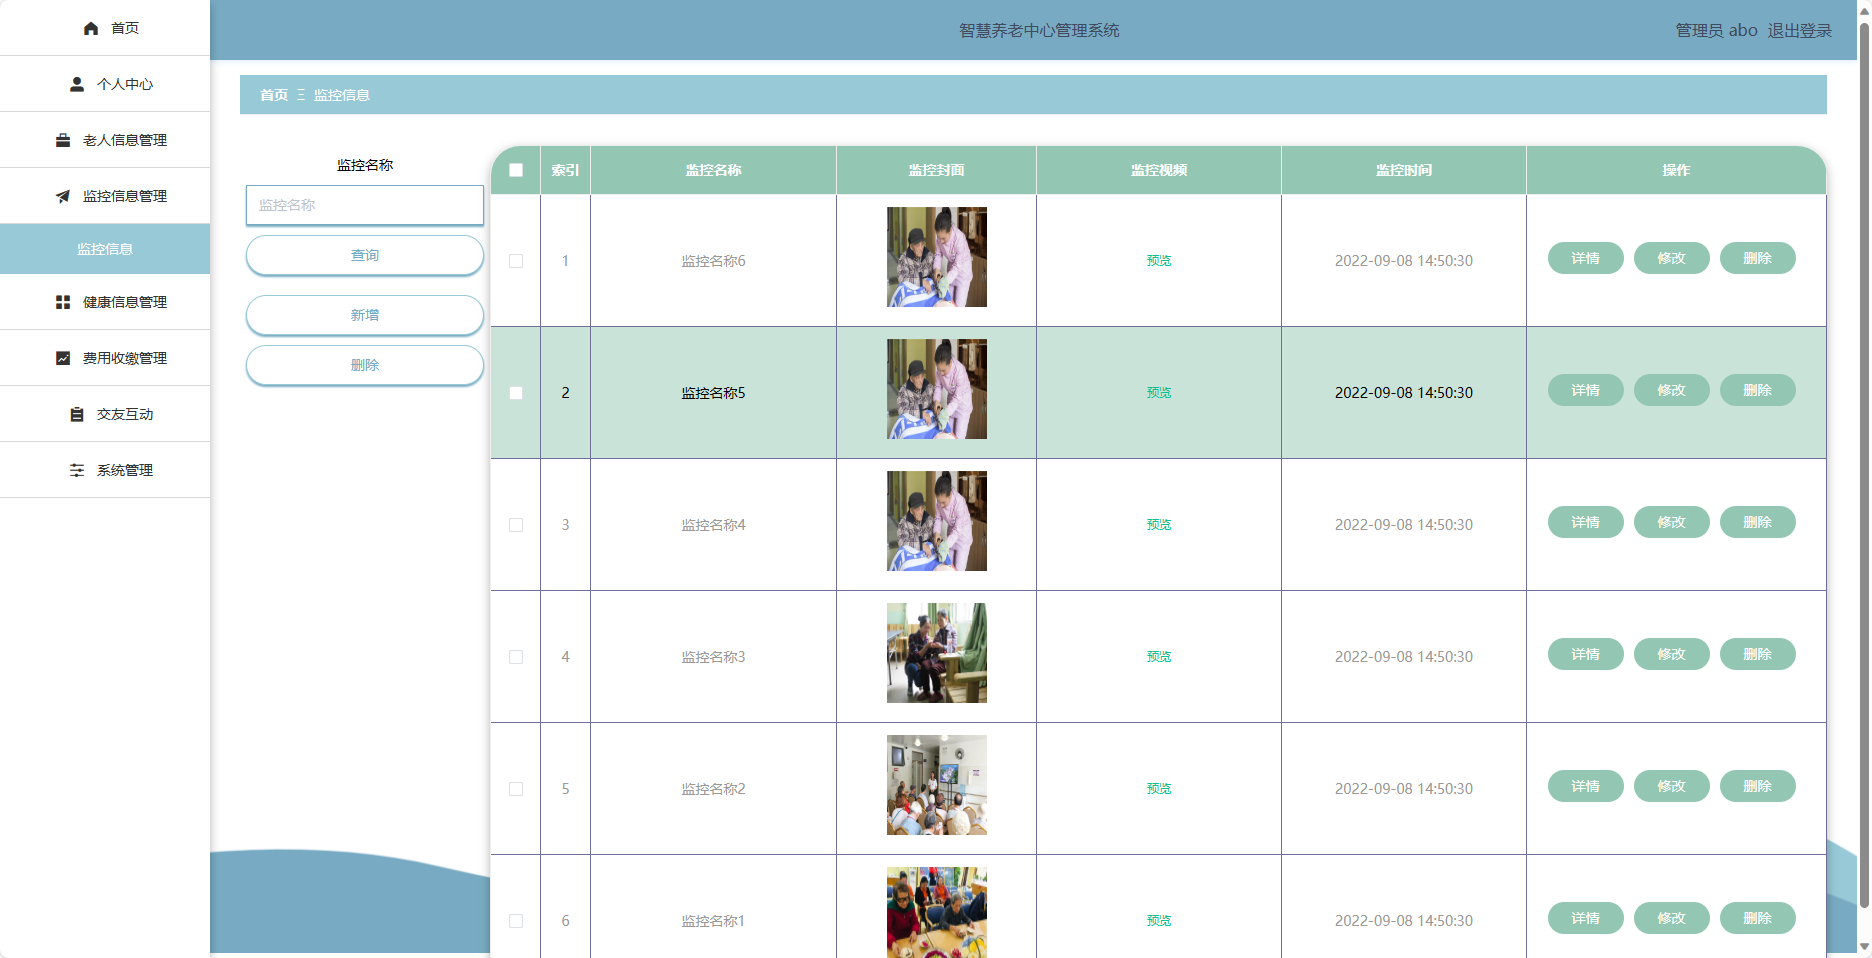 首页
个人中心
老人信息管理
监控信息管理
监控信息
健康信息管理
费用收缴管理
交友互动
系统管理
智慧养老中心管理系统
管理员 abo 退出登录
首页 Ξ 监控信息
监控名称
监控名称
查询
新增
删除
索引 监控名称 监控封面 监控视频 监控时间 操作
1 监控名称6 预览 2022-09-08 14:50:30 详情 修改 删除
2 监控名称5 预览 2022-09-08 14:50:30 详情 修改 删除
3 监控名称4 预览 2022-09-08 14:50:30 详情 修改 删除
4 监控名称3 预览 2022-09-08 14:50:30 详情 修改 删除
5 监控名称2 预览 2022-09-08 14:50:30 详情 修改 删除
6 监控名称1 预览 2022-09-08 14:50:30 详情 修改 删除